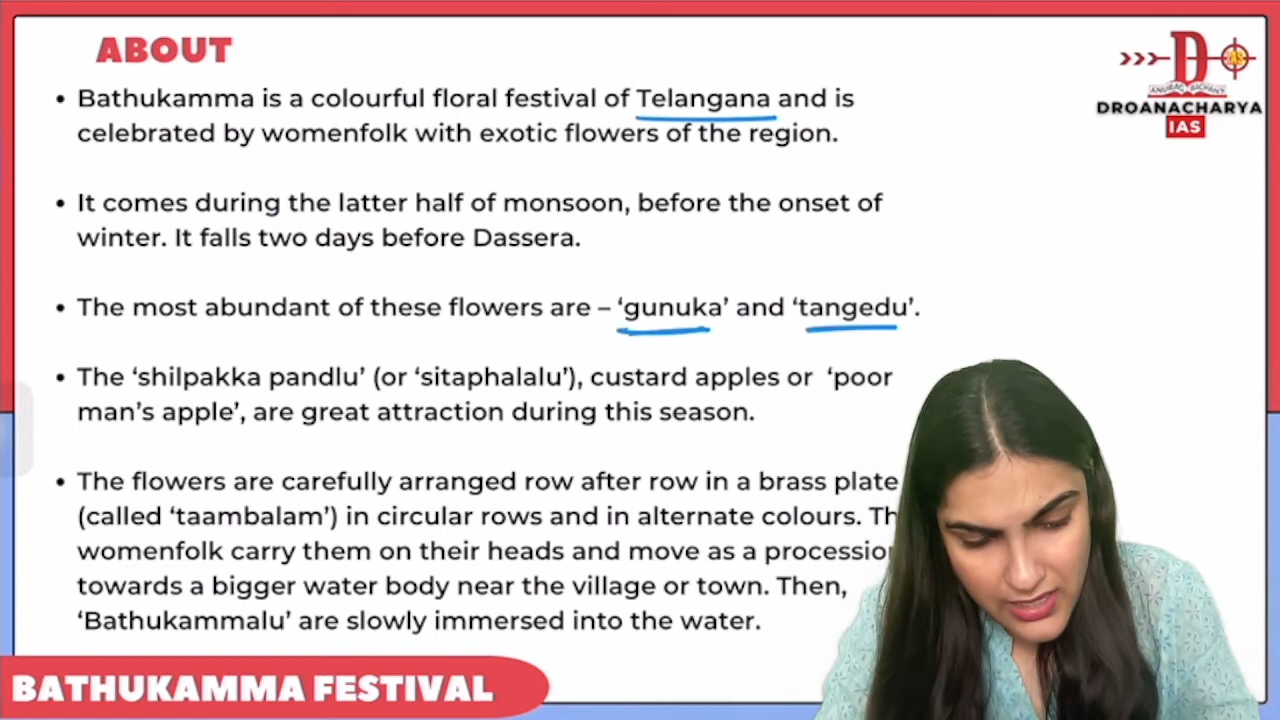 ABOUT
• Bathukamma is a colourful floral festival of Telangana and is
celebrated by womenfolk with exotic flowers of the region.
• It comes during the latter half of monsoon, before the onset of
winter. It falls two days before Dassera.
• The most abundant of these flowers are – ‘gunuka’ and ‘tangedu’.
• The ‘shilpakka pandlu’ (or ‘sitaphalalu’), custard apples or ‘poor
man’s apple’, are great attraction during this season.
• The flowers are carefully arranged row after row in a brass plate
(called ‘taambalam’) in circular rows and in alternate colours.
womenfolk carry them on their heads and move as a
towards a bigger water body near the village or town. Then,
‘Bathukammalu’ are slowly immersed into the water.
BATHUKAMMA FESTIVAL
D
IAS
ANURAG BACHAN'S
DROANACHARYA
IAS